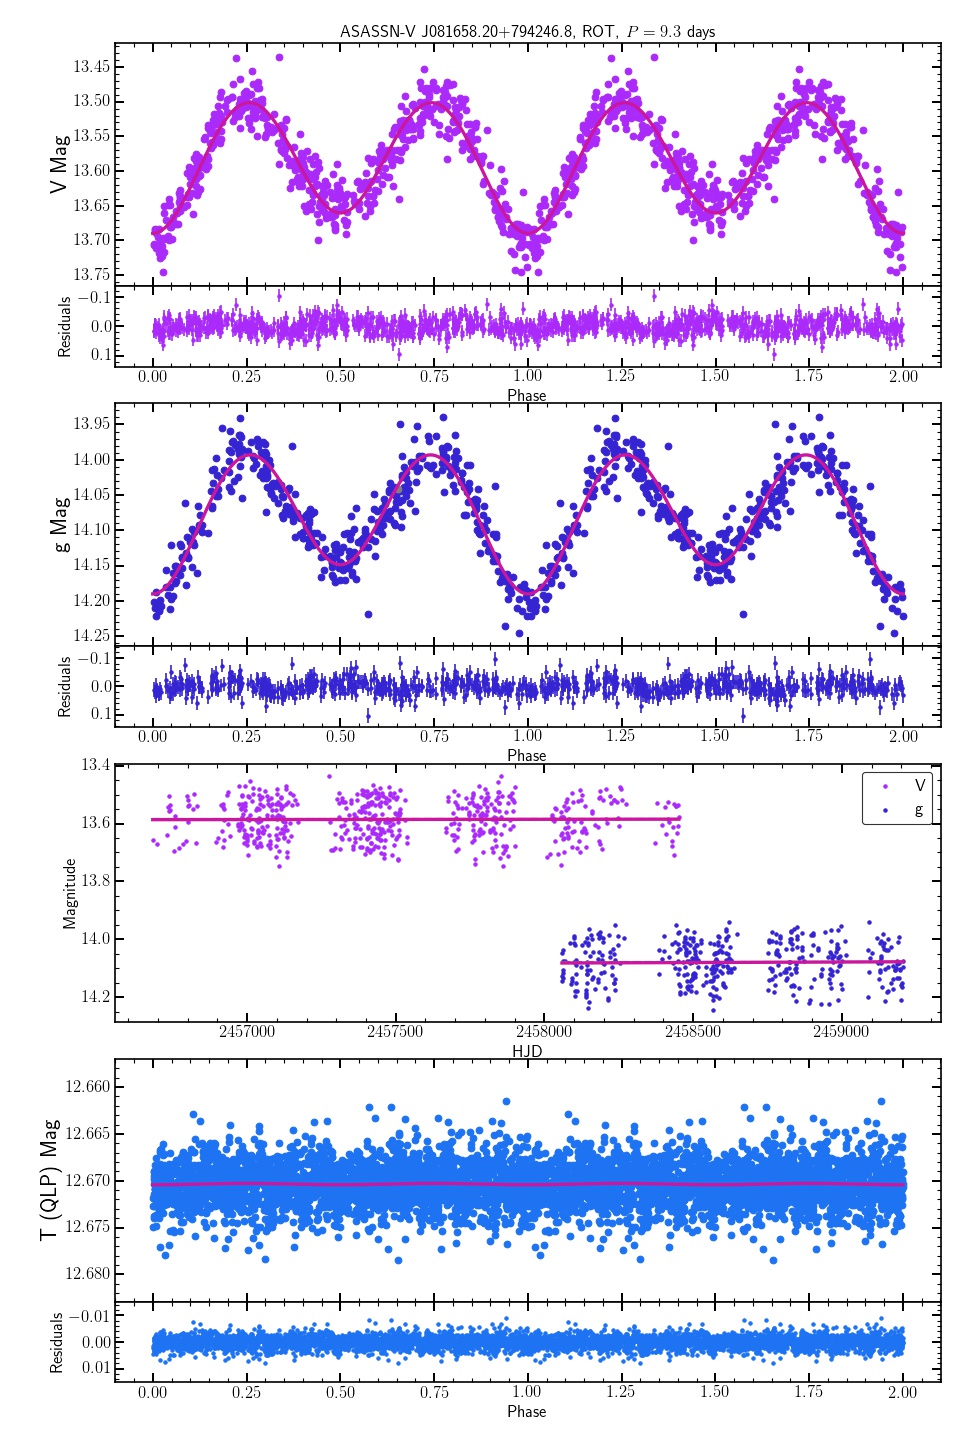 ASASSN-V J081658.20+794246.8, ROT, P = 9.3 days
13.45
13.50
13.55
13.60
13.65
13.70
13.75
V Mag
−0.1
0.0
0.1
Residuals
0.00 0.25 0.50 0.75 1.00 1.25 1.50 1.75 2.00
Phase
13.95
14.00
14.05
14.10
14.15
14.20
14.25
g Mag
−0.1
0.0
0.1
Residuals
0.00 0.25 0.50 0.75 1.00 1.25 1.50 1.75 2.00
Phase
13.4
13.6
13.8
14.0
14.2
Magnitude
V
g
2457000 2457500 2458000 2458500 2459000
HJD
12.660
12.665
12.670
12.675
12.680
T (QLP) Mag
−0.01
0.00
0.01
Residuals
0.00 0.25 0.50 0.75 1.00 1.25 1.50 1.75 2.00
Phase